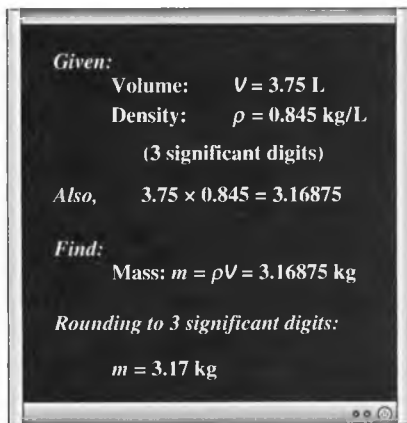 Given:
Volume: V = 3.75 L
Density: ρ = 0.845 kg/L
(3 significant digits)
Also, 3.75 × 0.845 = 3.16875
Find:
Mass: m = ρV = 3.16875 kg
Rounding to 3 significant digits:
m = 3.17 kg